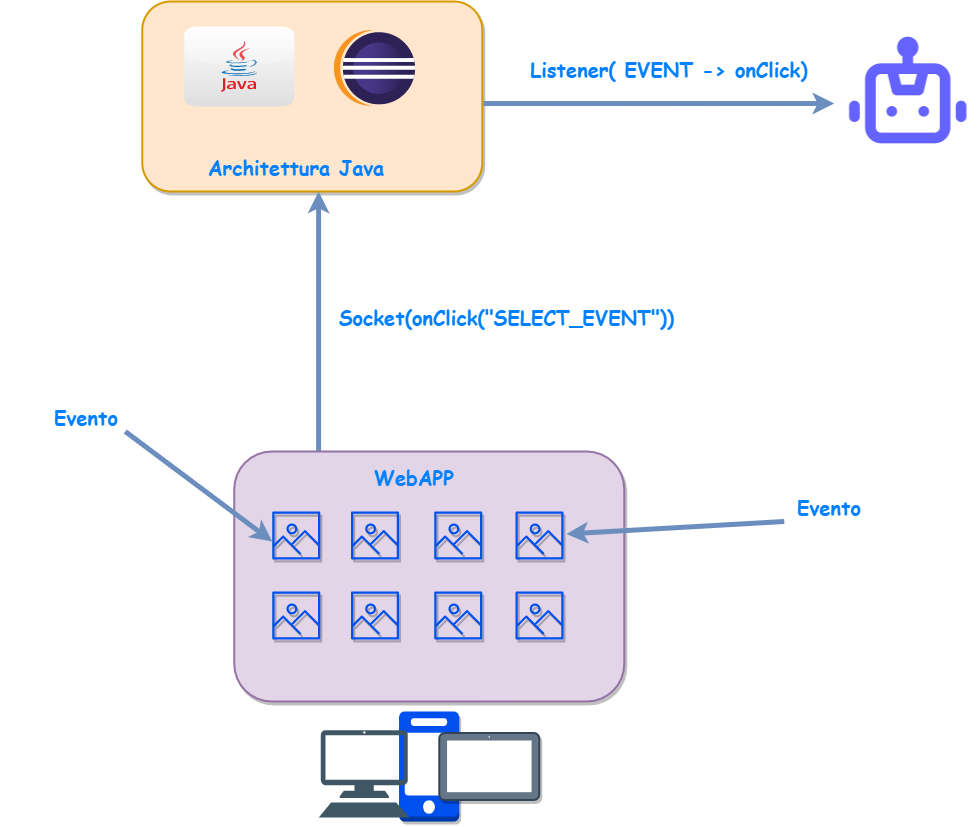 Java
Listener( EVENT -> onClick)
Architettura Java
Socket(onClick("SELECT_EVENT"))
Evento
WebAPP
Evento